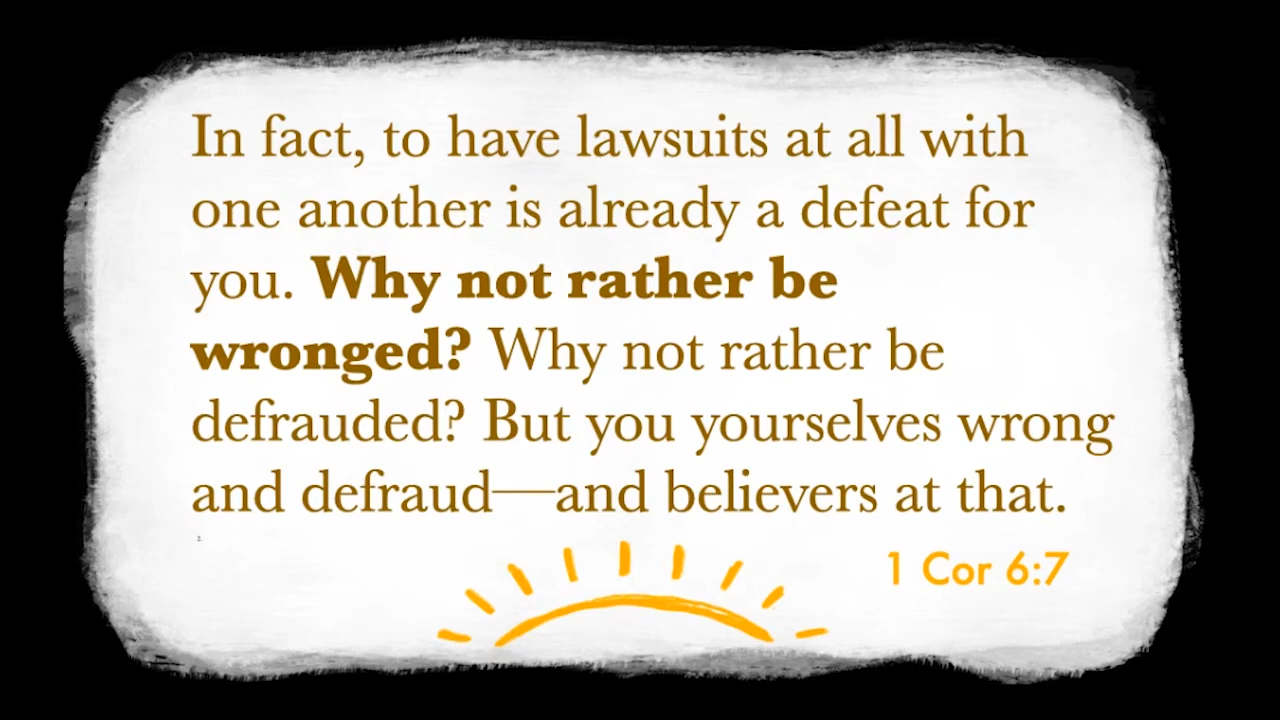 In fact, to have lawsuits at all with
one another is already a defeat for
you. Why not rather be
wronged? Why not rather be
defrauded? But you yourselves wrong
and defraud—and believers at that.
2.
1 Cor 6:7